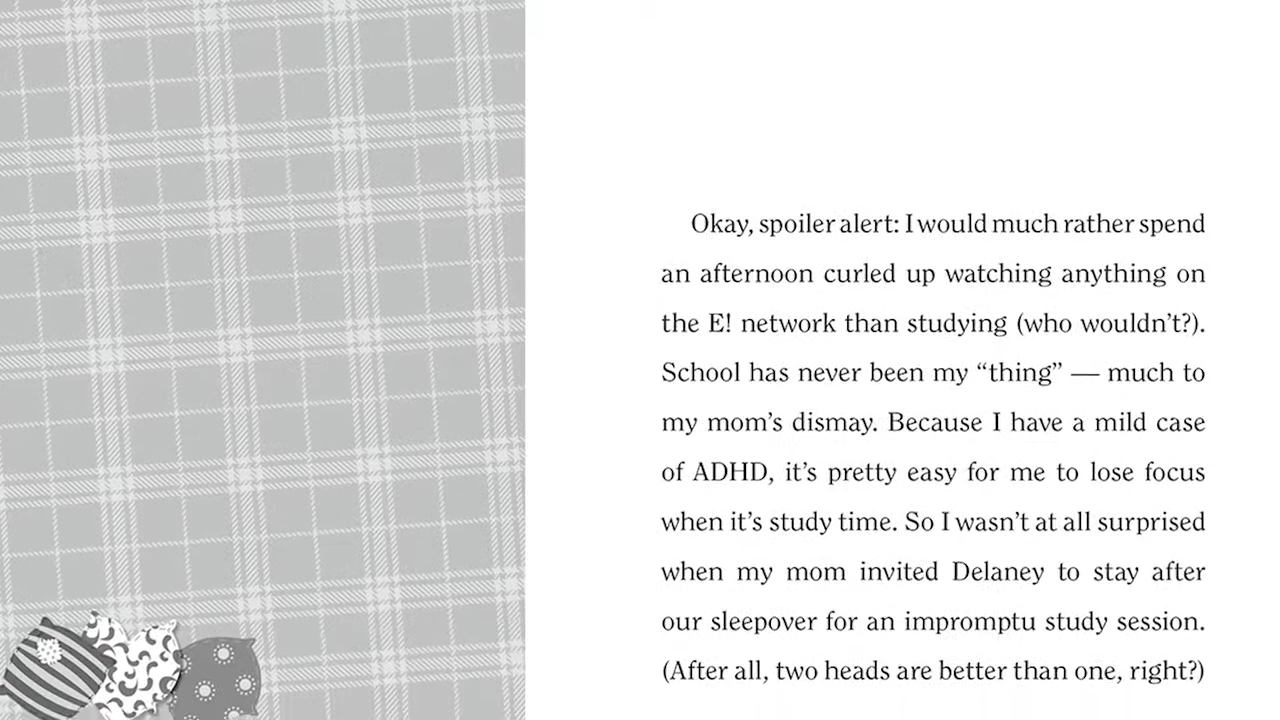 Okay, spoiler alert: I would much rather spend
an afternoon curled up watching anything on
the E! network than studying (who wouldn’t?).
School has never been my “thing” — much to
my mom’s dismay. Because I have a mild case
of ADHD, it’s pretty easy for me to lose focus
when it’s study time. So I wasn’t at all surprised
when my mom invited Delaney to stay after
our sleepover for an impromptu study session.
(After all, two heads are better than one, right?)